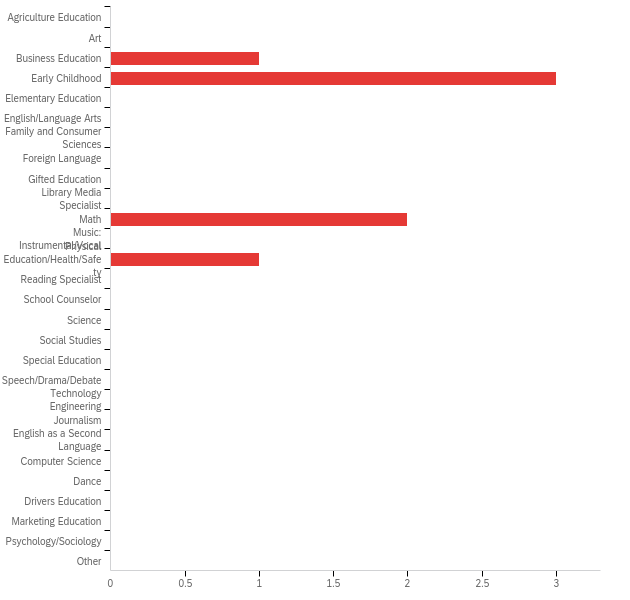 Agriculture Education
Art
Business Education
Early Childhood
Elementary Education
English/Language Arts
Family and Consumer
Sciences
Foreign Language
Gifted Education
Library Media
Specialist
Math
Music:
Instrumental/Vocal
Physical
Education/Health/Safe
ty
Reading Specialist
School Counselor
Science
Social Studies
Special Education
Speech/Drama/Debate
Technology
Engineering
Journalism
English as a Second
Language
Computer Science
Dance
Drivers Education
Marketing Education
Psychology/Sociology
Other
0 0.5 1 1.5 2 2.5 3